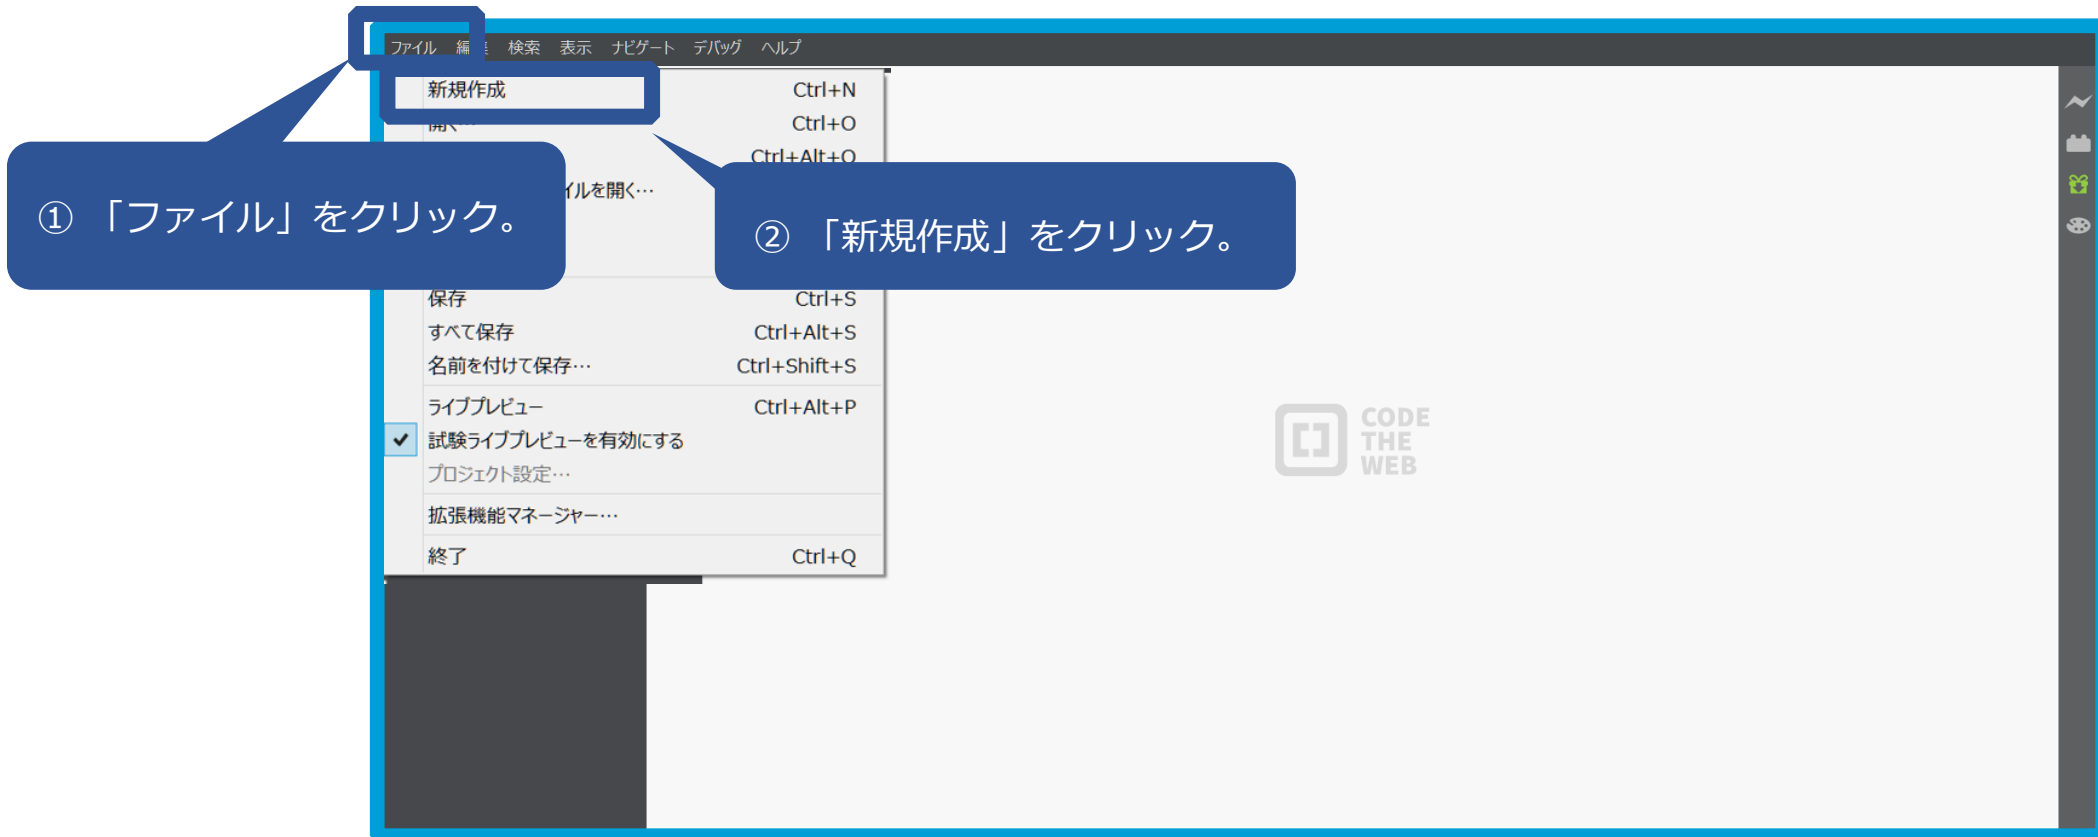 ファイル 編集 検索 表示 ナビゲート デバッグ ヘルプ
新規作成 Ctrl+N
開く… Ctrl+O
Ctrl+Alt+O
イルを開く…
① 「ファイル」をクリック。
② 「新規作成」をクリック。
保存 Ctrl+S
すべて保存 Ctrl+Alt+S
名前を付けて保存… Ctrl+Shift+S
ライブプレビュー Ctrl+Alt+P
試験ライブプレビューを有効にする
プロジェクト設定…
拡張機能マネージャー…
終了 Ctrl+Q
CODE
THE
WEB